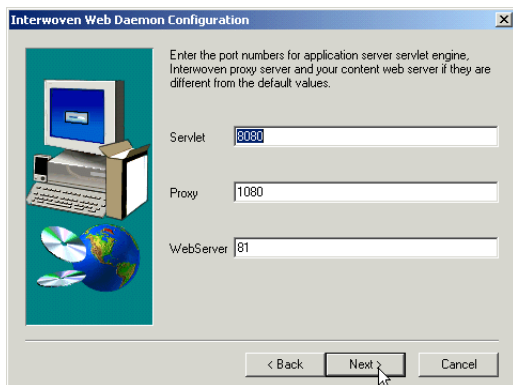 Interwoven Web Daemon Configuration
Enter the port numbers for application server servlet engine,
Interwoven proxy server and your content web server if they are
different from the default values.
Servlet 8080
Proxy 1080
WebServer 81
< Back Next > Cancel